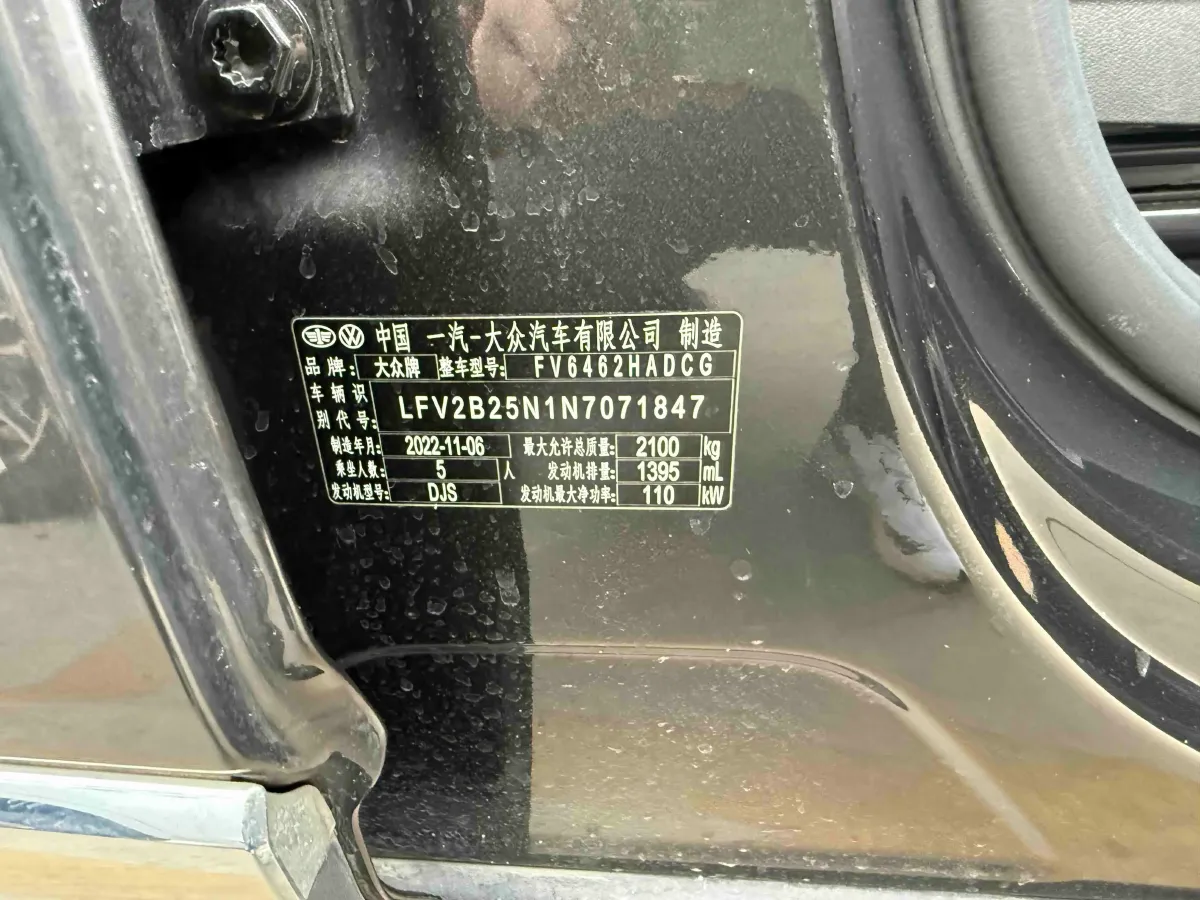 中国 一汽-大众汽车有限公司 制造
品牌: 大众牌 整车型号: FV6462HADCG
车辆识别代号: LFV2B25N1N7071847
制造年月: 2022-11-06 最大允许总质量: 2100 kg
乘坐人数: 5 人 发动机排量: 1395 mL
发动机型号: DJS 发动机最大净功率: 110 kW